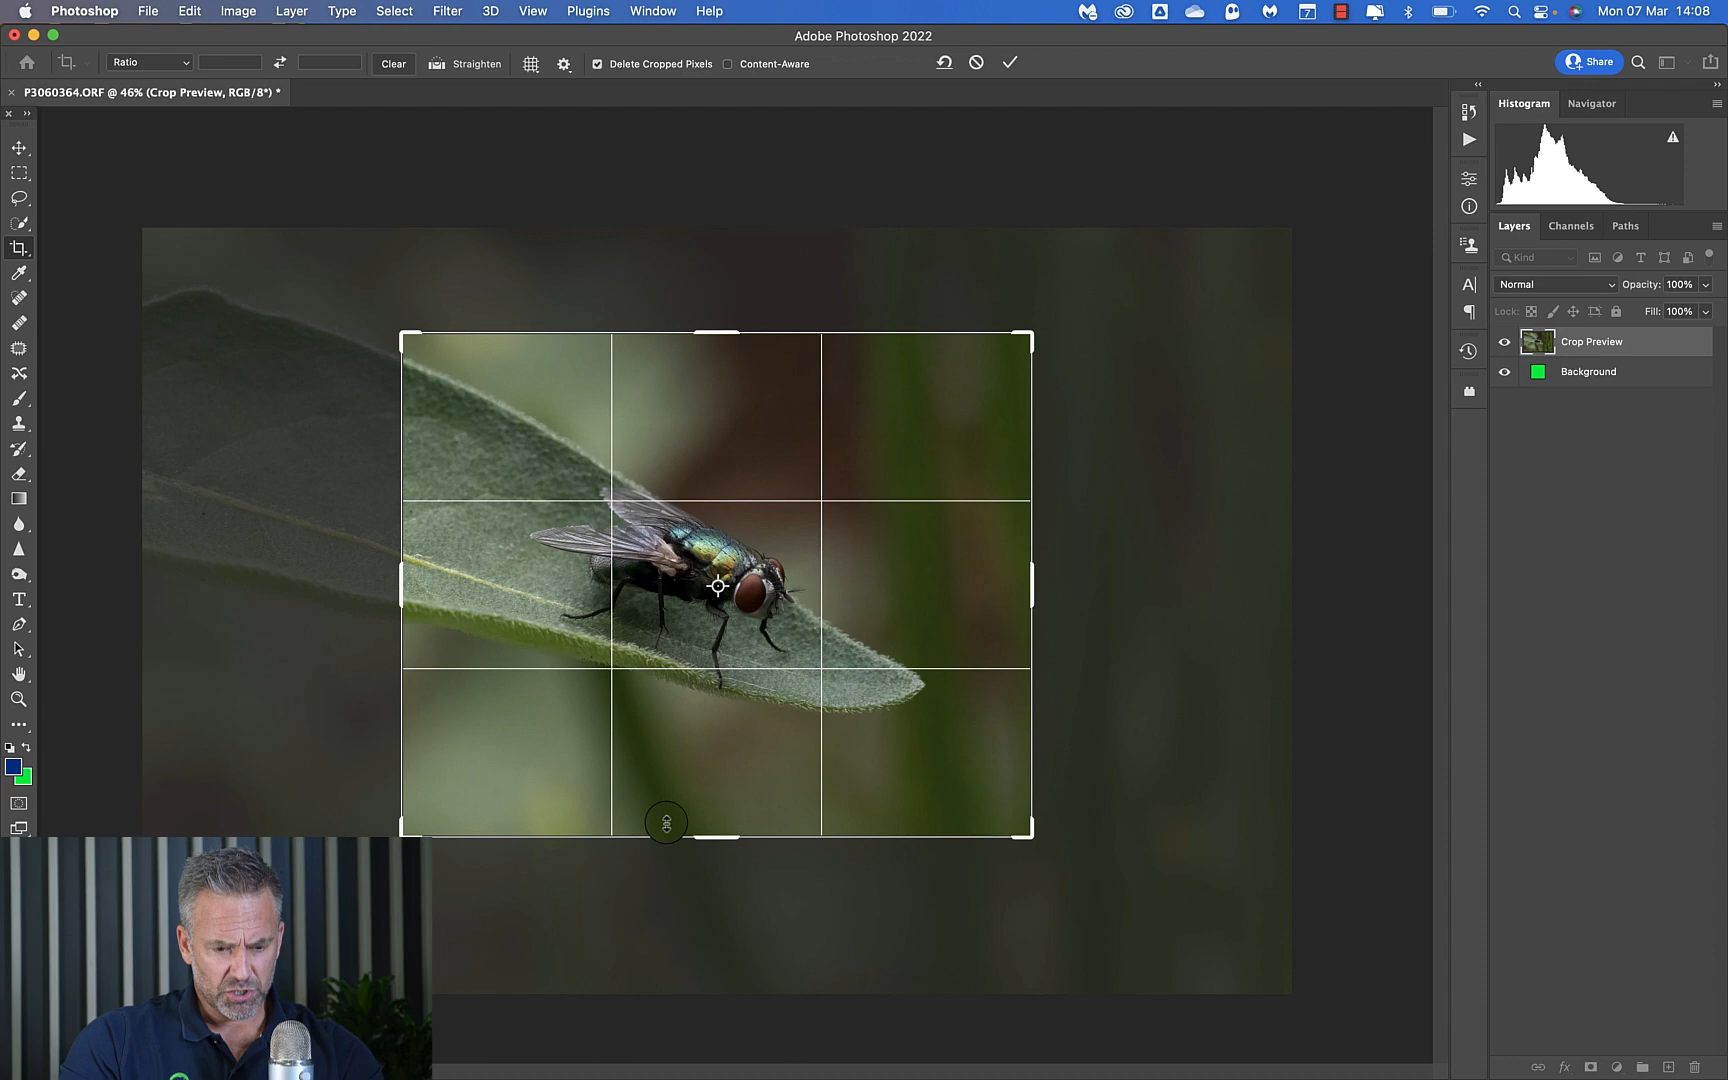 Photoshop File Edit Image Layer Type Select Filter 3D View Plugins Window Help 7 Mon 07 Mar 14:08
Adobe Photoshop 2022
Ratio Clear Straighten Delete Cropped Pixels Content-Aware Share
P3060364.ORF @ 46% (Crop Preview, RGB/8*) *
Histogram Navigator
Layers Channels Paths
Kind
Normal Opacity: 100%
Lock: Fill: 100%
Crop Preview
Background